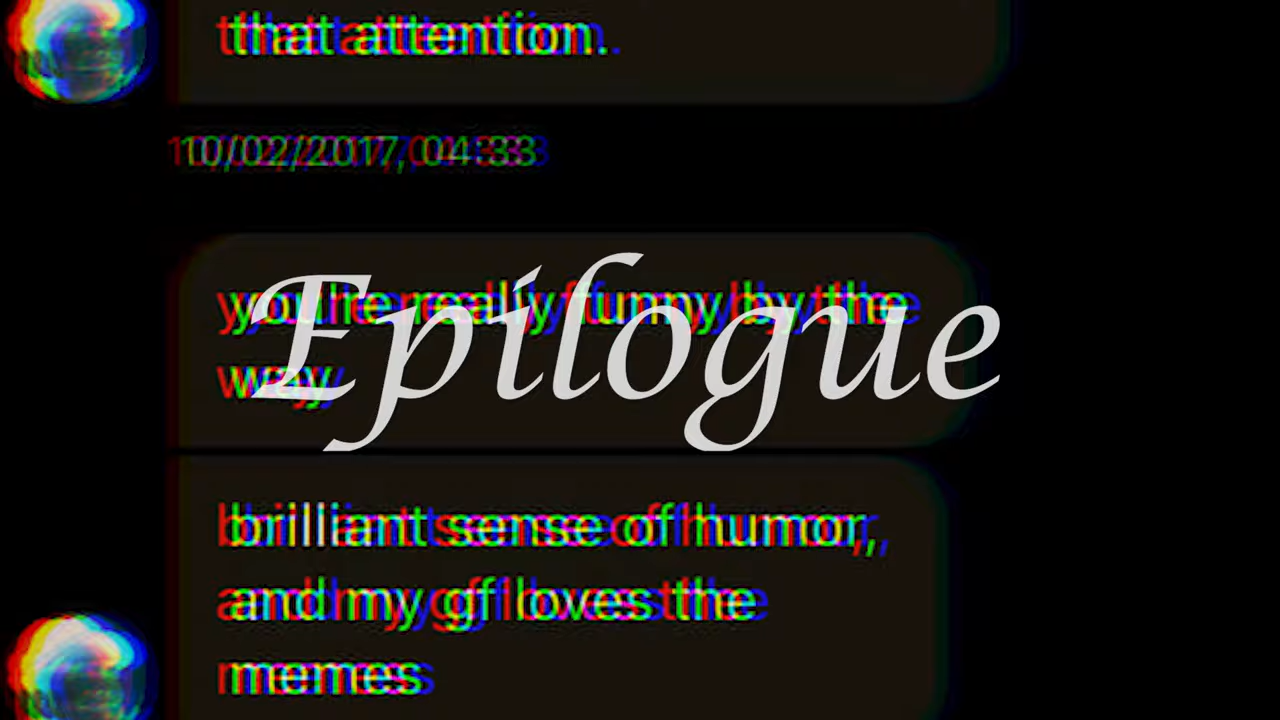 that attention.
10/02/2017, 04:33
you're really funny by the
way
Epilogue
brilliant sense of humor,
and my gf loves the
memes